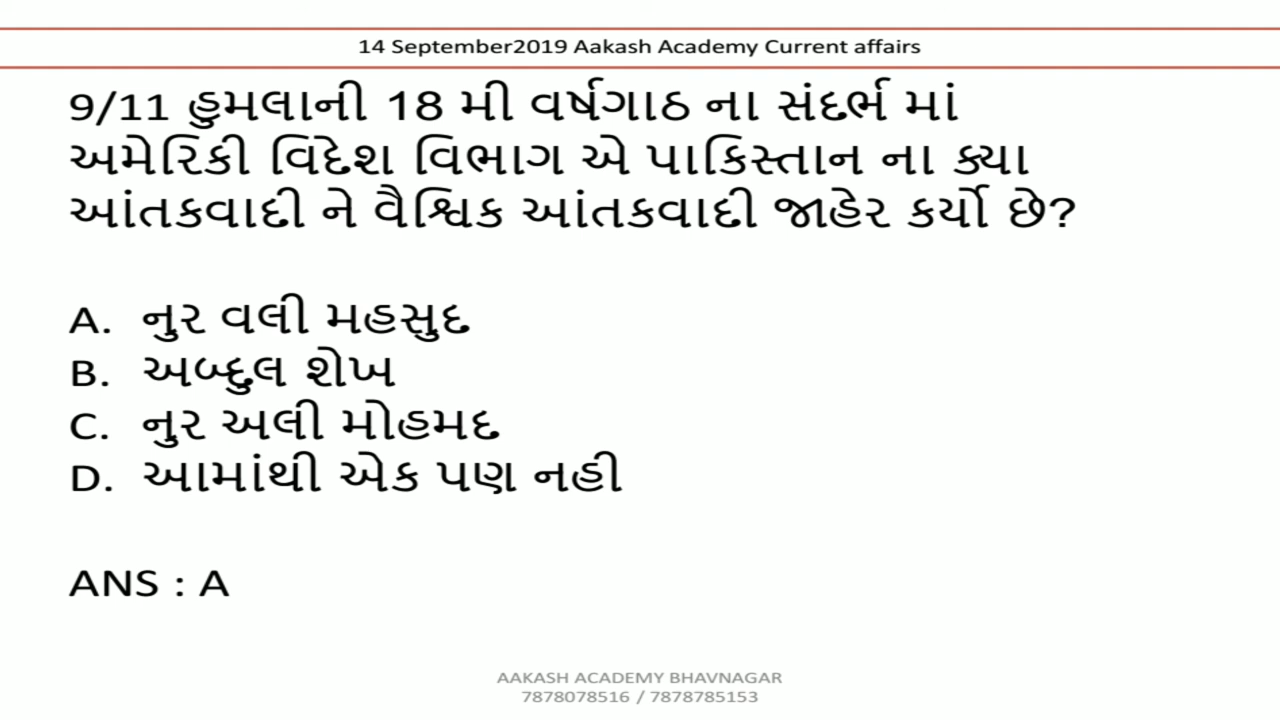 14 September2019 Aakash Academy Current affairs
9/11 હુમલાની 18 મી વર્ષગાઠ ના સંદર્ભ માં
અમેરિકી વિદેશ વિભાગ એ પાકિસ્તાન ના ક્યા
આંતકવાદી ને વૈશ્વિક આંતકવાદી જાહેર કર્યો છે?
A. નુર વલી મહસુદ
B. અબ્દુલ શેખ
C. નુર અલી મોહમદ
D. આમાંથી એક પણ નહી
ANS : A
AAKASH ACADEMY BHAVNAGAR
7878078516 / 7878785153